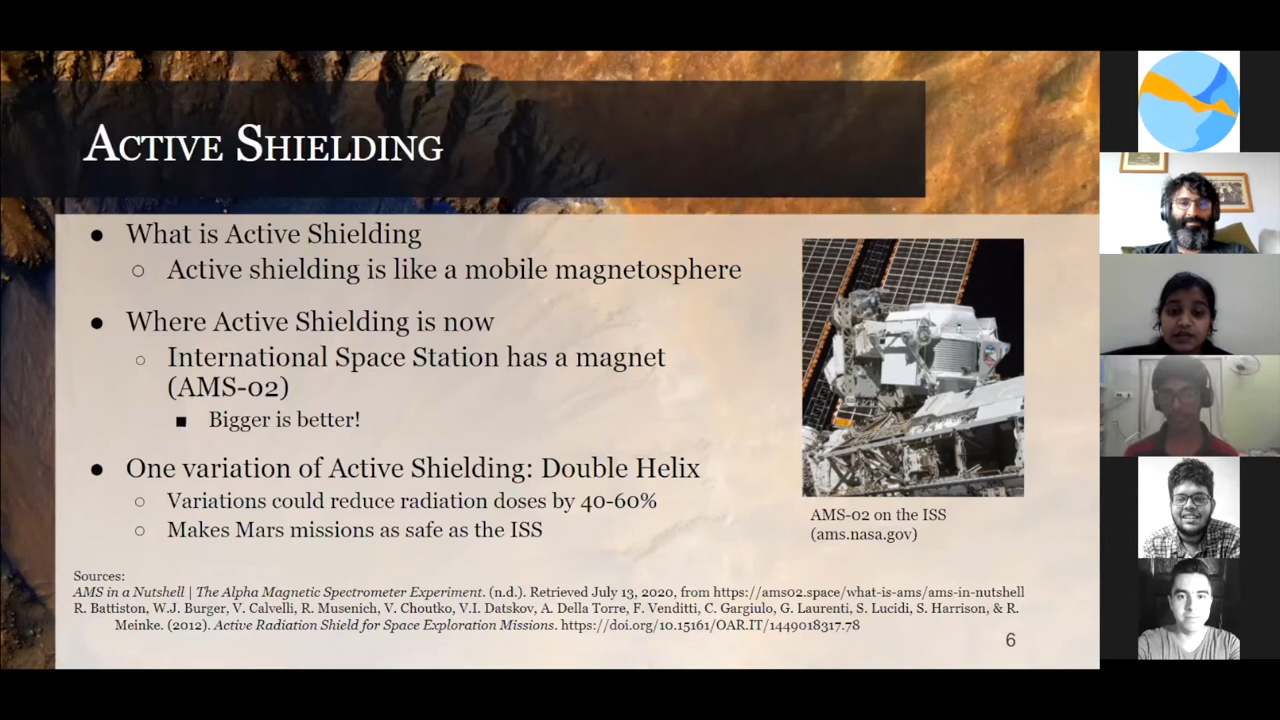 ACTIVE SHIELDING
● What is Active Shielding
○ Active shielding is like a mobile magnetosphere
● Where Active Shielding is now
○ International Space Station has a magnet
(AMS-02)
■ Bigger is better!
● One variation of Active Shielding: Double Helix
○ Variations could reduce radiation doses by 40-60%
○ Makes Mars missions as safe as the ISS
AMS-02 on the ISS
(ams.nasa.gov)
Sources:
AMS in a Nutshell | The Alpha Magnetic Spectrometer Experiment. (n.d.). Retrieved July 13, 2020, from https://ams02.space/what-is-ams/ams-in-nutshell
R. Battiston, W.J. Burger, V. Calvelli, R. Musenich, V. Choutko, V.I. Datskov, A. Della Torre, F. Venditti, C. Gargiulo, G. Laurenti, S. Lucidi, S. Harrison, & R.
Meinke. (2012). Active Radiation Shield for Space Exploration Missions. https://doi.org/10.15161/OAR.IT/1449018317.78
6